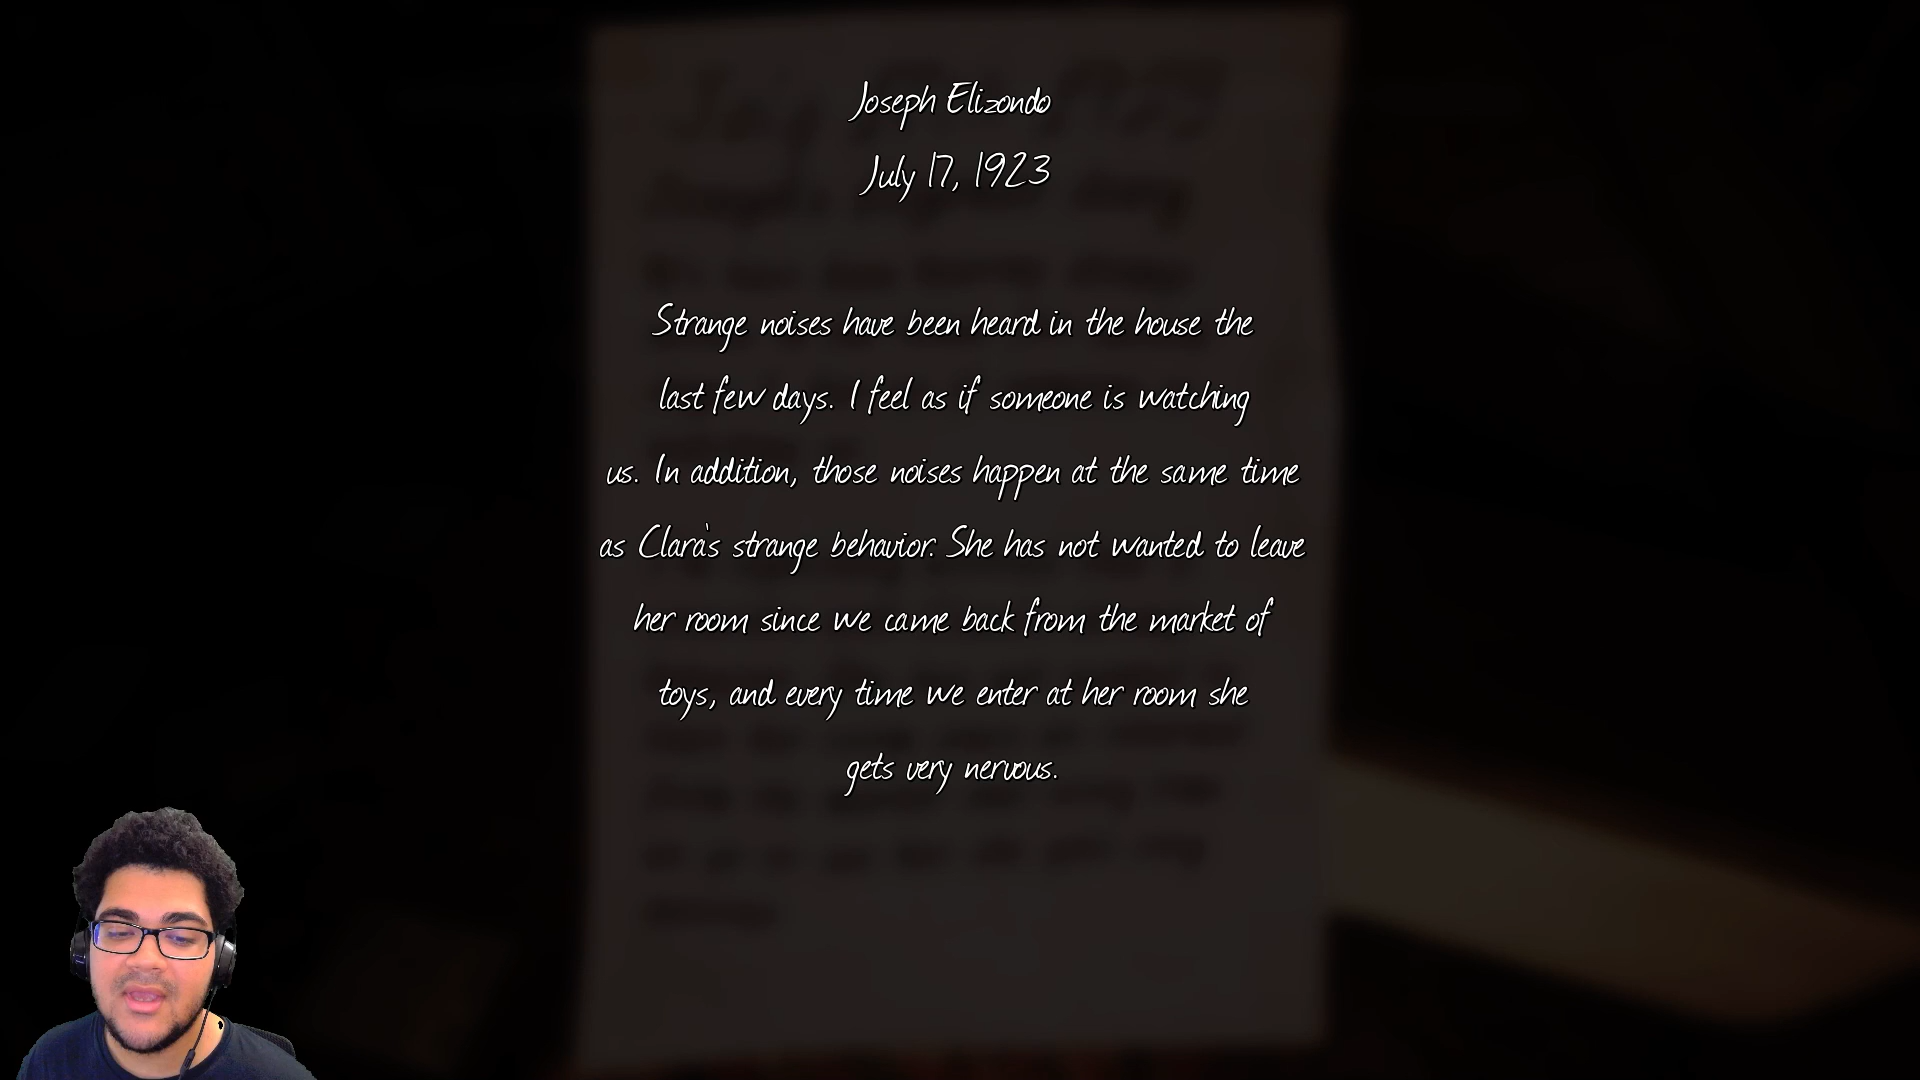 Joseph Elizondo
July 17, 1923
Strange noises have been heard in the house the
last few days. I feel as if someone is watching
us. In addition, those noises happen at the same time
as Clara's strange behavior. She has not wanted to leave
her room since we came back from the market of
toys, and every time we enter at her room she
gets very nervous.